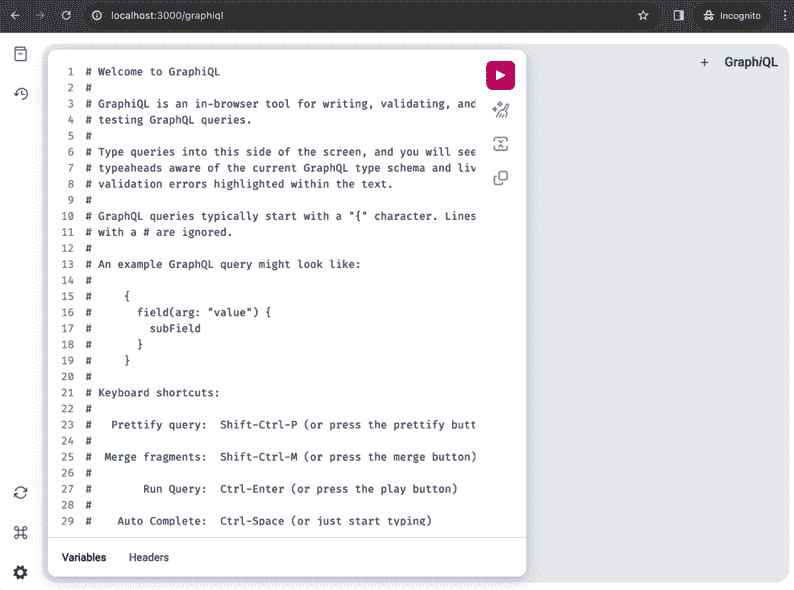 localhost:3000/graphiql
Incognito
+ GraphiQL
1 # Welcome to GraphiQL
2 #
3 # GraphiQL is an in-browser tool for writing, validating, and
4 # testing GraphQL queries.
5 #
6 # Type queries into this side of the screen, and you will see
7 # typeaheads aware of the current GraphQL type schema and liv
8 # validation errors highlighted within the text.
9 #
10 # GraphQL queries typically start with a "{" character. Lines
11 # with a # are ignored.
12 #
13 # An example GraphQL query might look like:
14 #
15 #     {
16 #       field(arg: "value") {
17 #         subField
18 #       }
19 #     }
20 #
21 # Keyboard shortcuts:
22 #
23 #   Prettify query:  Shift-Ctrl-P (or press the prettify butt
24 #
25 #  Merge fragments:  Shift-Ctrl-M (or press the merge button)
26 #
27 #        Run Query:  Ctrl-Enter (or press the play button)
28 #
29 #    Auto Complete:  Ctrl-Space (or just start typing)
Variables Headers